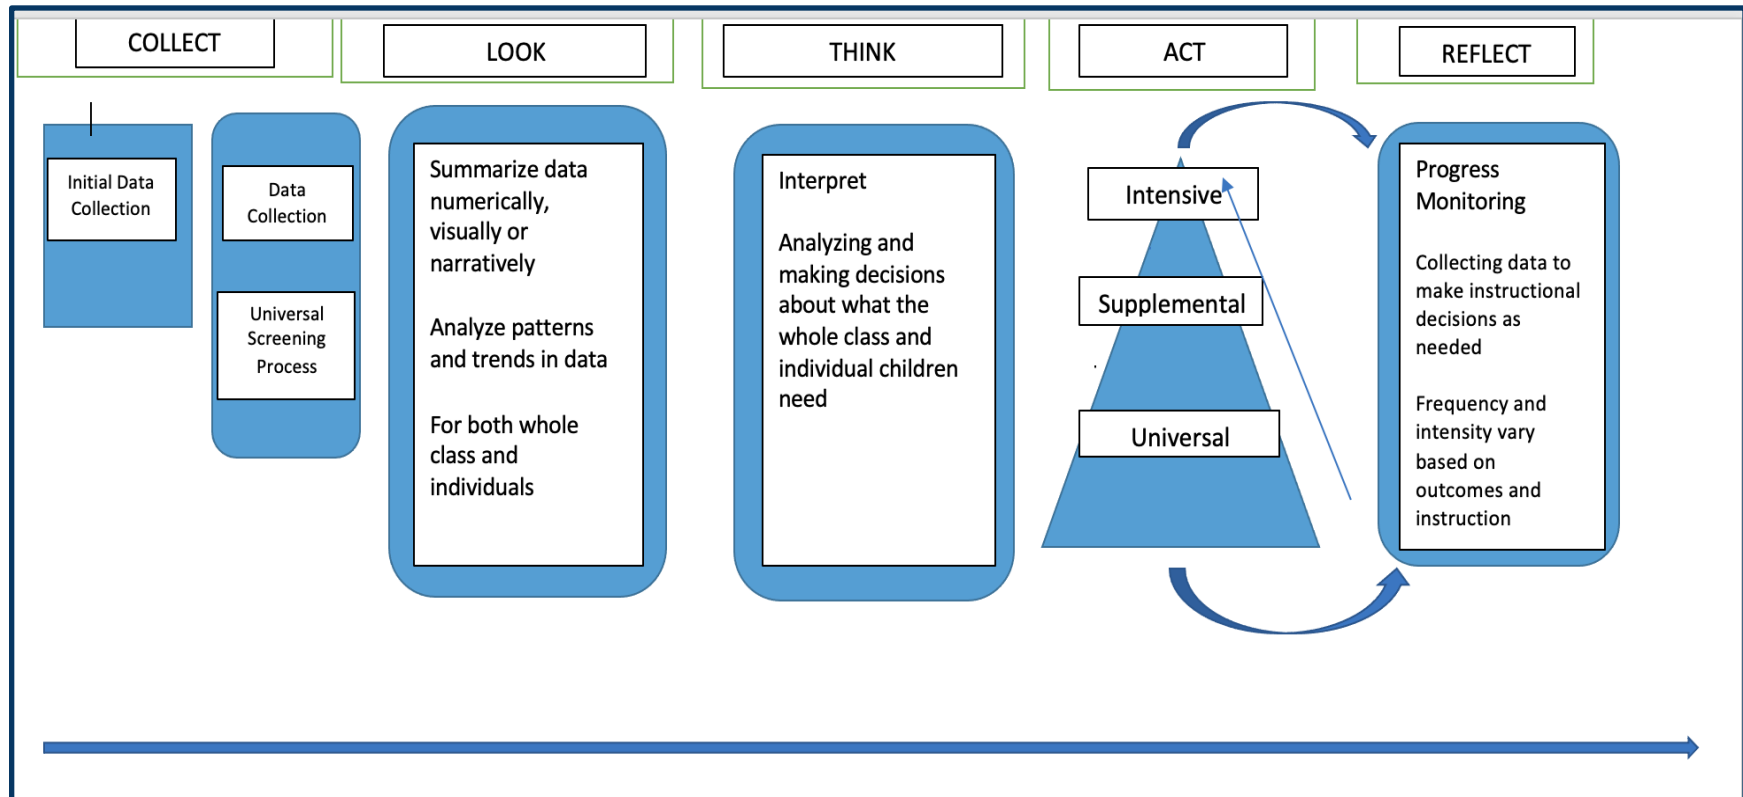 COLLECT
LOOK
THINK
ACT
REFLECT
Initial Data
Collection
Data
Collection
Universal
Screening
Process
Summarize data
numerically,
visually or
narratively
Analyze patterns
and trends in data
For both whole
class and
individuals
Interpret
Analyzing and
making decisions
about what the
whole class and
individual children
need
Intensive
Supplemental
Universal
Progress
Monitoring
Collecting data to
make instructional
decisions as
needed
Frequency and
intensity vary
based on
outcomes and
instruction